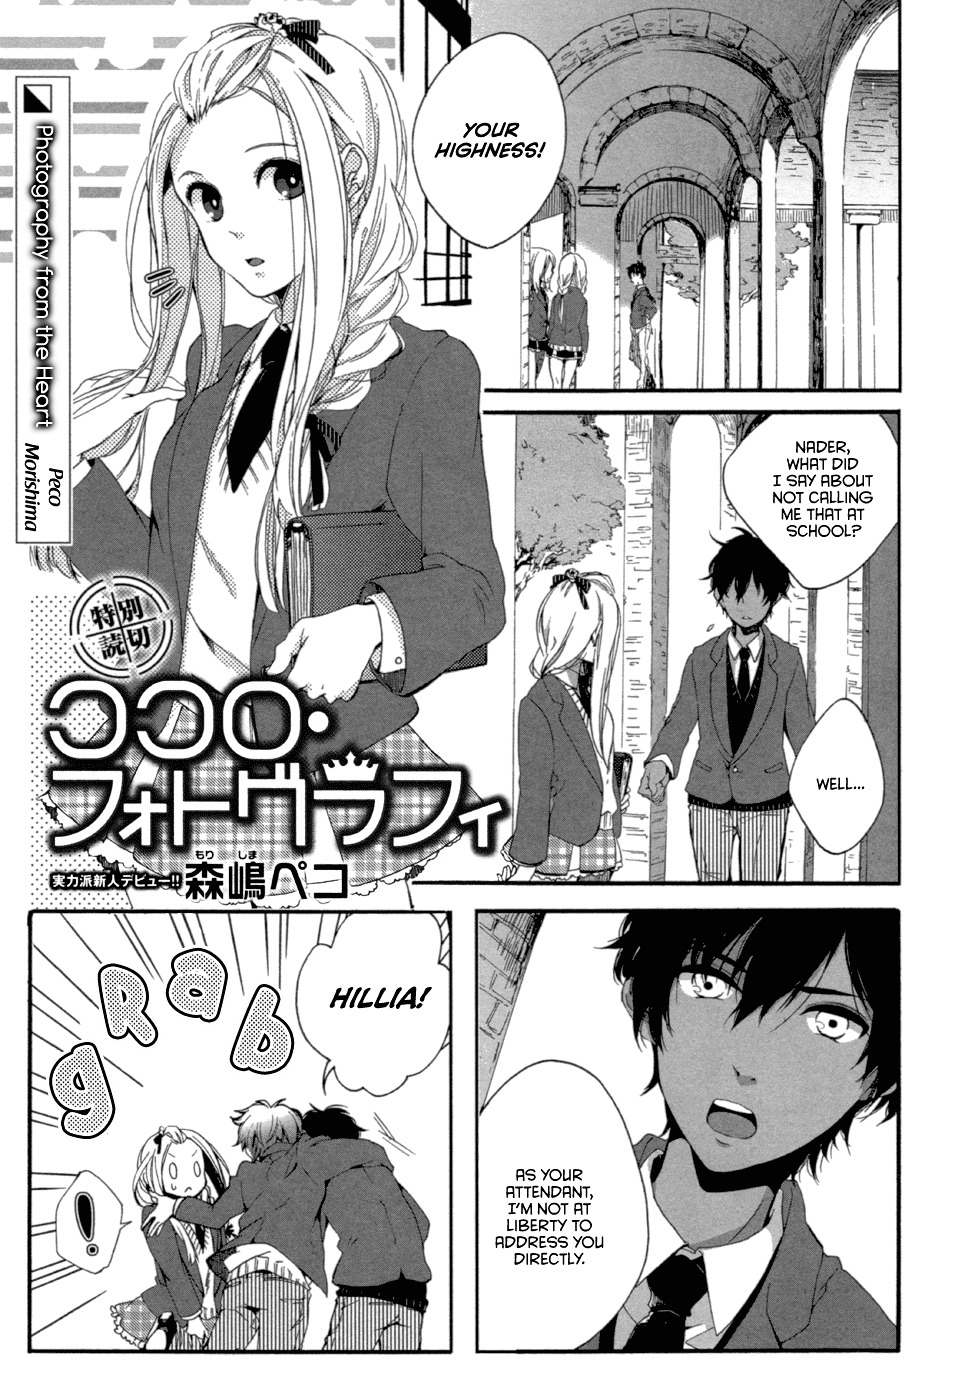 YOUR
HIGHNESS!
Photography from the Heart
Peco
Morishima
NADER,
WHAT DID
I SAY ABOUT
NOT CALLING
ME THAT AT
SCHOOL?
WELL...
特別
読切
ココロ・
フォトグラフィ
実力派新人デビュー!!
もり しま
森嶋ペコ
AS YOUR
ATTENDANT,
I'M NOT AT
LIBERTY TO
ADDRESS YOU
DIRECTLY.
HILLIA!
gRab
!